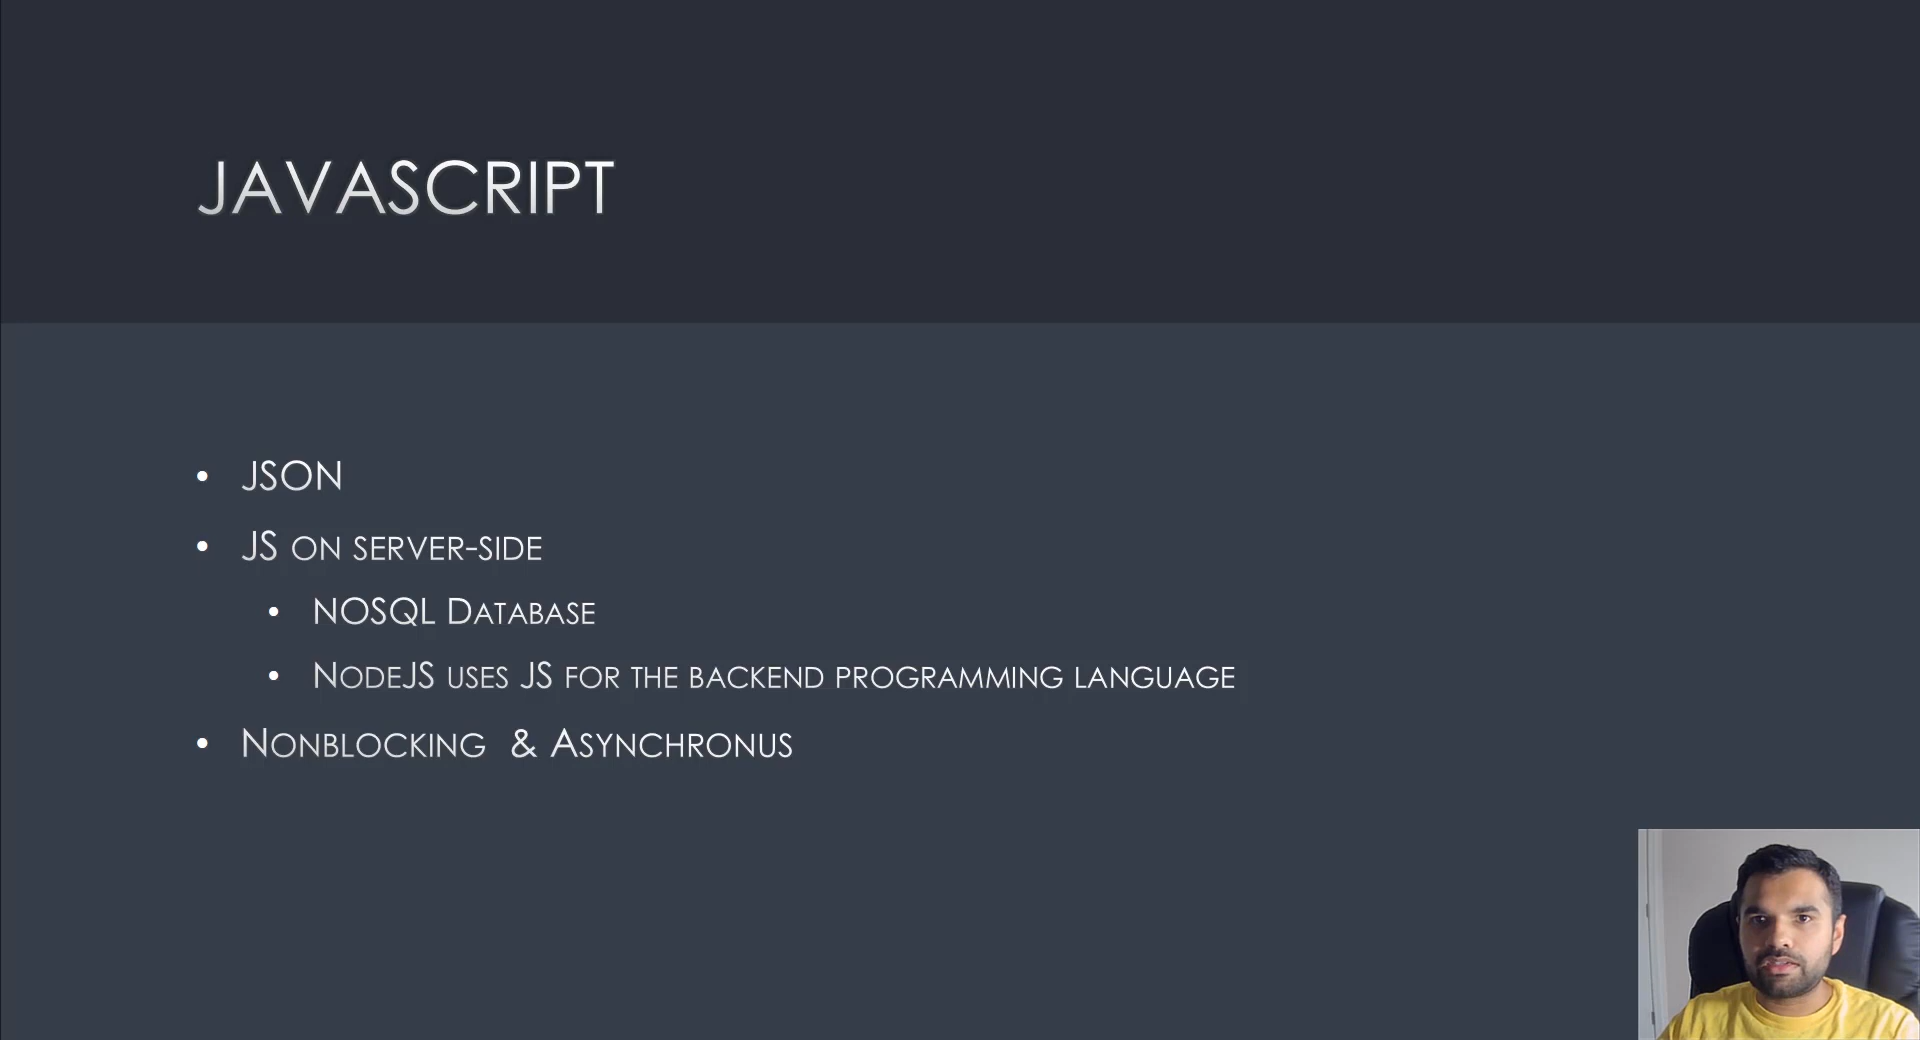 JAVASCRIPT
• JSON
• JS ON SERVER-SIDE
• NOSQL DATABASE
• NODEJS USES JS FOR THE BACKEND PROGRAMMING LANGUAGE
• NONBLOCKING & ASYNCHRONUS